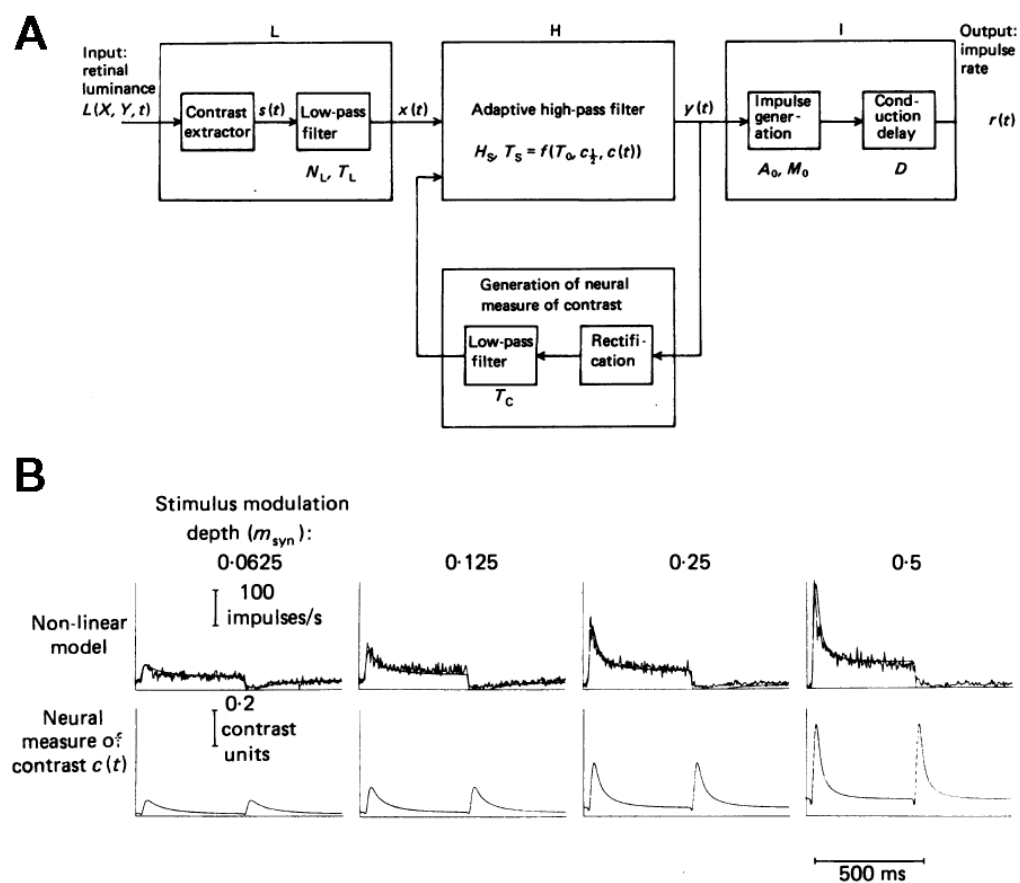 A
L
H
I
Input:
retinal
luminance
L(X, Y, t)
Contrast
extractor
s(t)
Low-pass
filter
N_L, T_L
x(t)
Adaptive high-pass filter
H_S, T_S = f(T_0, c_½, c(t))
y(t)
Impulse
gener-
ation
A_0, M_0
Con-
duction
delay
D
Output:
impulse
rate
r(t)
Generation of neural
measure of contrast
Low-pass
filter
T_C
Rectifi-
cation
B
Stimulus modulation
depth (m_syn):
0·0625
0·125
0·25
0·5
Non-linear
model
100
impulses/s
Neural
measure of
contrast c(t)
0·2
contrast
units
500 ms